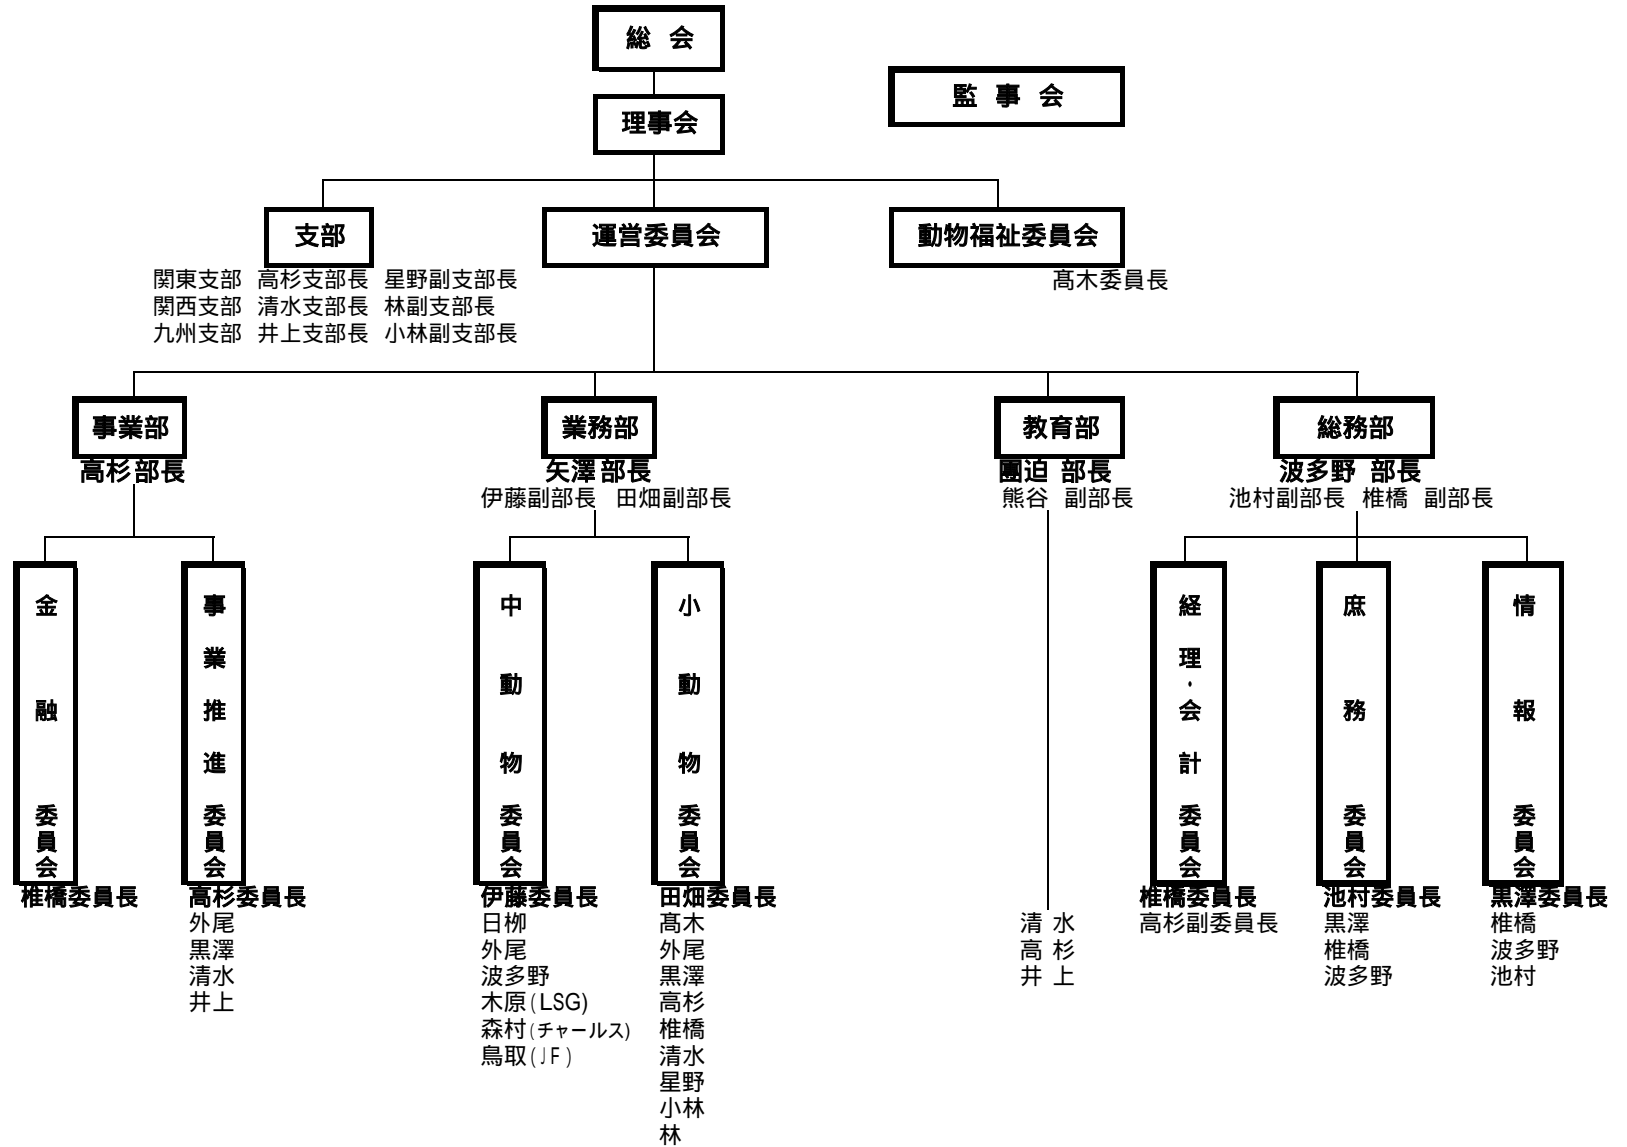 総 会
監 事 会
理事会
支部
運営委員会
動物福祉委員会
関東支部 高杉支部長 星野副支部長
関西支部 清水支部長 林副支部長
九州支部 井上支部長 小林副支部長
髙木委員長
事業部
業務部
教育部
総務部
高杉部長
矢澤部長
團迫 部長
波多野 部長
伊藤副部長 田畑副部長
熊谷 副部長
池村副部長 椎橋 副部長
金融委員会
事業推進委員会
中動物委員会
小動物委員会
経理・会計委員会
庶務委員会
情報委員会
椎橋委員長
高杉委員長
外尾
黒澤
清水
井上
伊藤委員長
日栁
外尾
波多野
木原(LSG)
森村(チャールス)
鳥取(JF)
田畑委員長
髙木
外尾
黒澤
高杉
椎橋
清水
星野
小林
林
清 水
高 杉
井 上
椎橋委員長
高杉副委員長
池村委員長
黒澤
椎橋
波多野
黒澤委員長
椎橋
波多野
池村